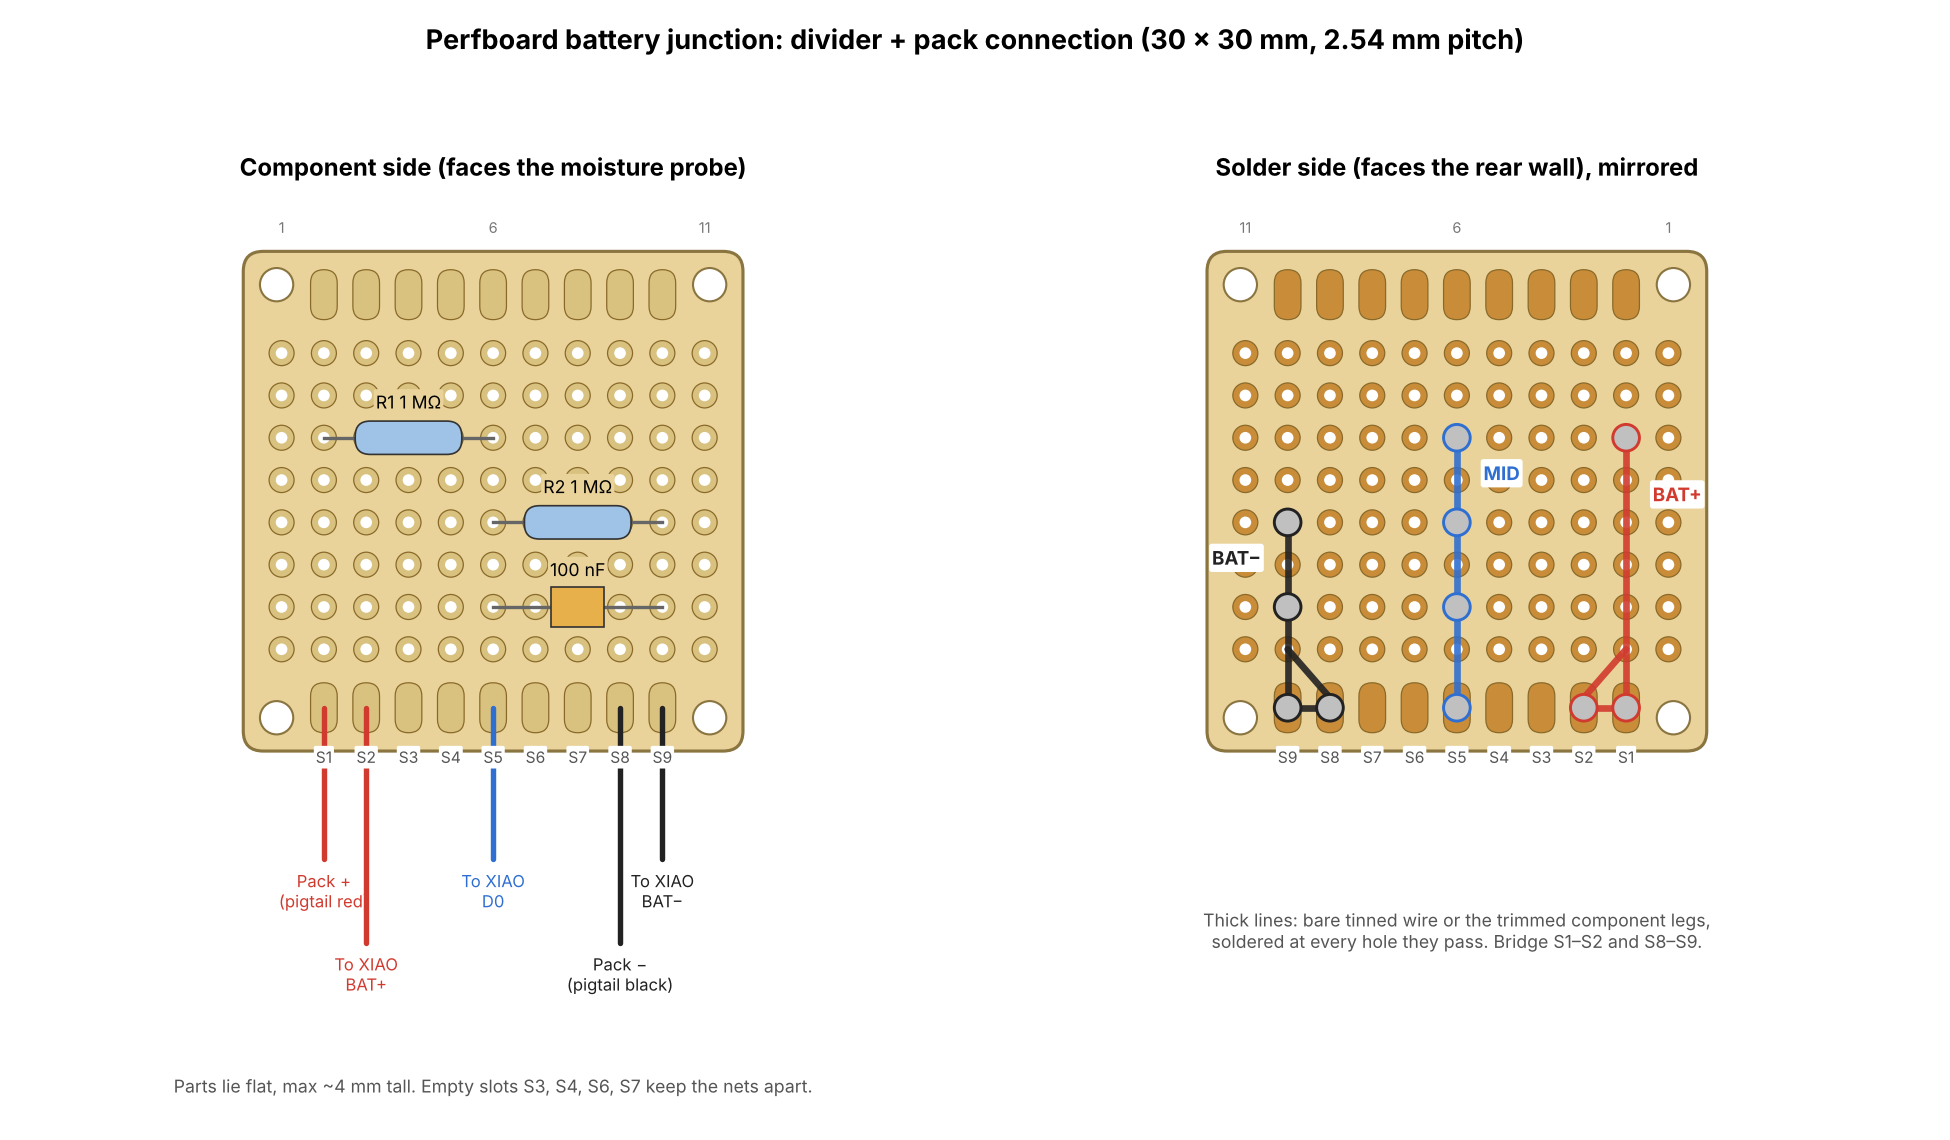 Perfboard battery junction: divider + pack connection (30 × 30 mm, 2.54 mm pitch)
Component side (faces the moisture probe)
1 6 11
R1 1 MΩ
R2 1 MΩ
100 nF
S1 S2 S3 S4 S5 S6 S7 S8 S9
Pack +
(pigtail red
To XIAO
BAT+
To XIAO
D0
Pack −
(pigtail black)
To XIAO
BAT−
Parts lie flat, max ~4 mm tall. Empty slots S3, S4, S6, S7 keep the nets apart.
Solder side (faces the rear wall), mirrored
11 6 1
MID
BAT+
BAT−
S9 S8 S7 S6 S5 S4 S3 S2 S1
Thick lines: bare tinned wire or the trimmed component legs,
soldered at every hole they pass. Bridge S1–S2 and S8–S9.